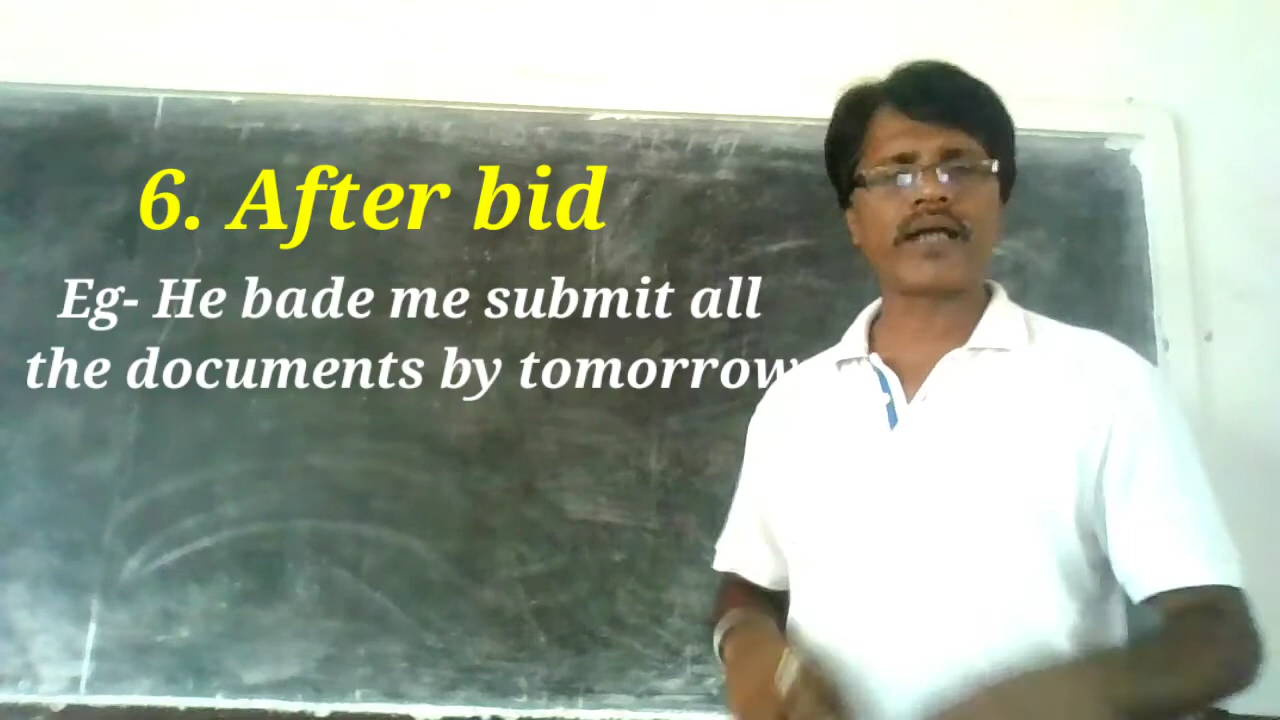 6. After bid
Eg- He bade me submit all
the documents by tomorrow